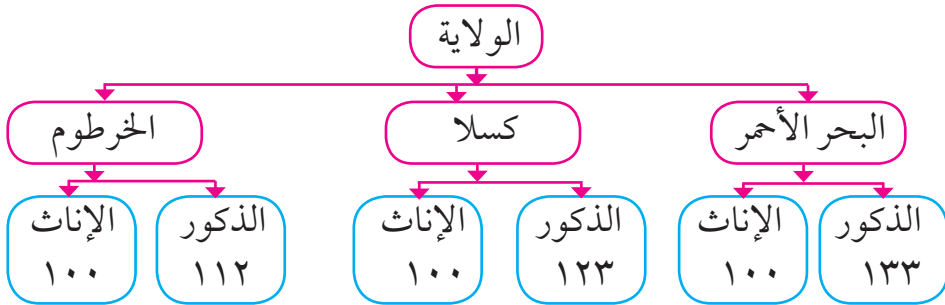 الولاية
البحر الأحمر كسلا الخرطوم
الذكور الإناث الذكور الإناث الذكور الإناث
١٣٣ ١٠٠ ١٢٣ ١٠٠ ١١٢ ١٠٠